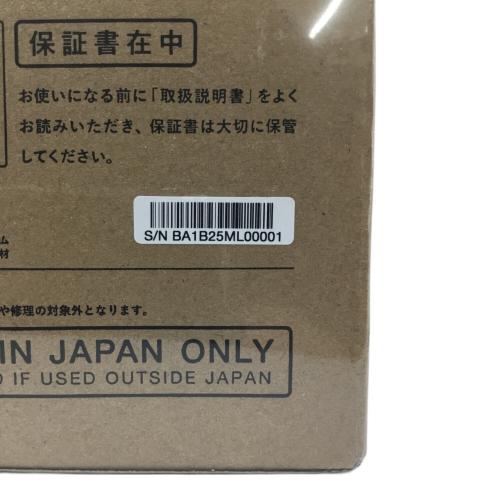 保証書在中
お使いになる前に「取扱説明書」をよく
お読みいただき、保証書は大切に保管
してください。
S/N BA1B25ML00001
ム
材
や修理の対象外となります。
IN JAPAN ONLY
IF USED OUTSIDE JAPAN